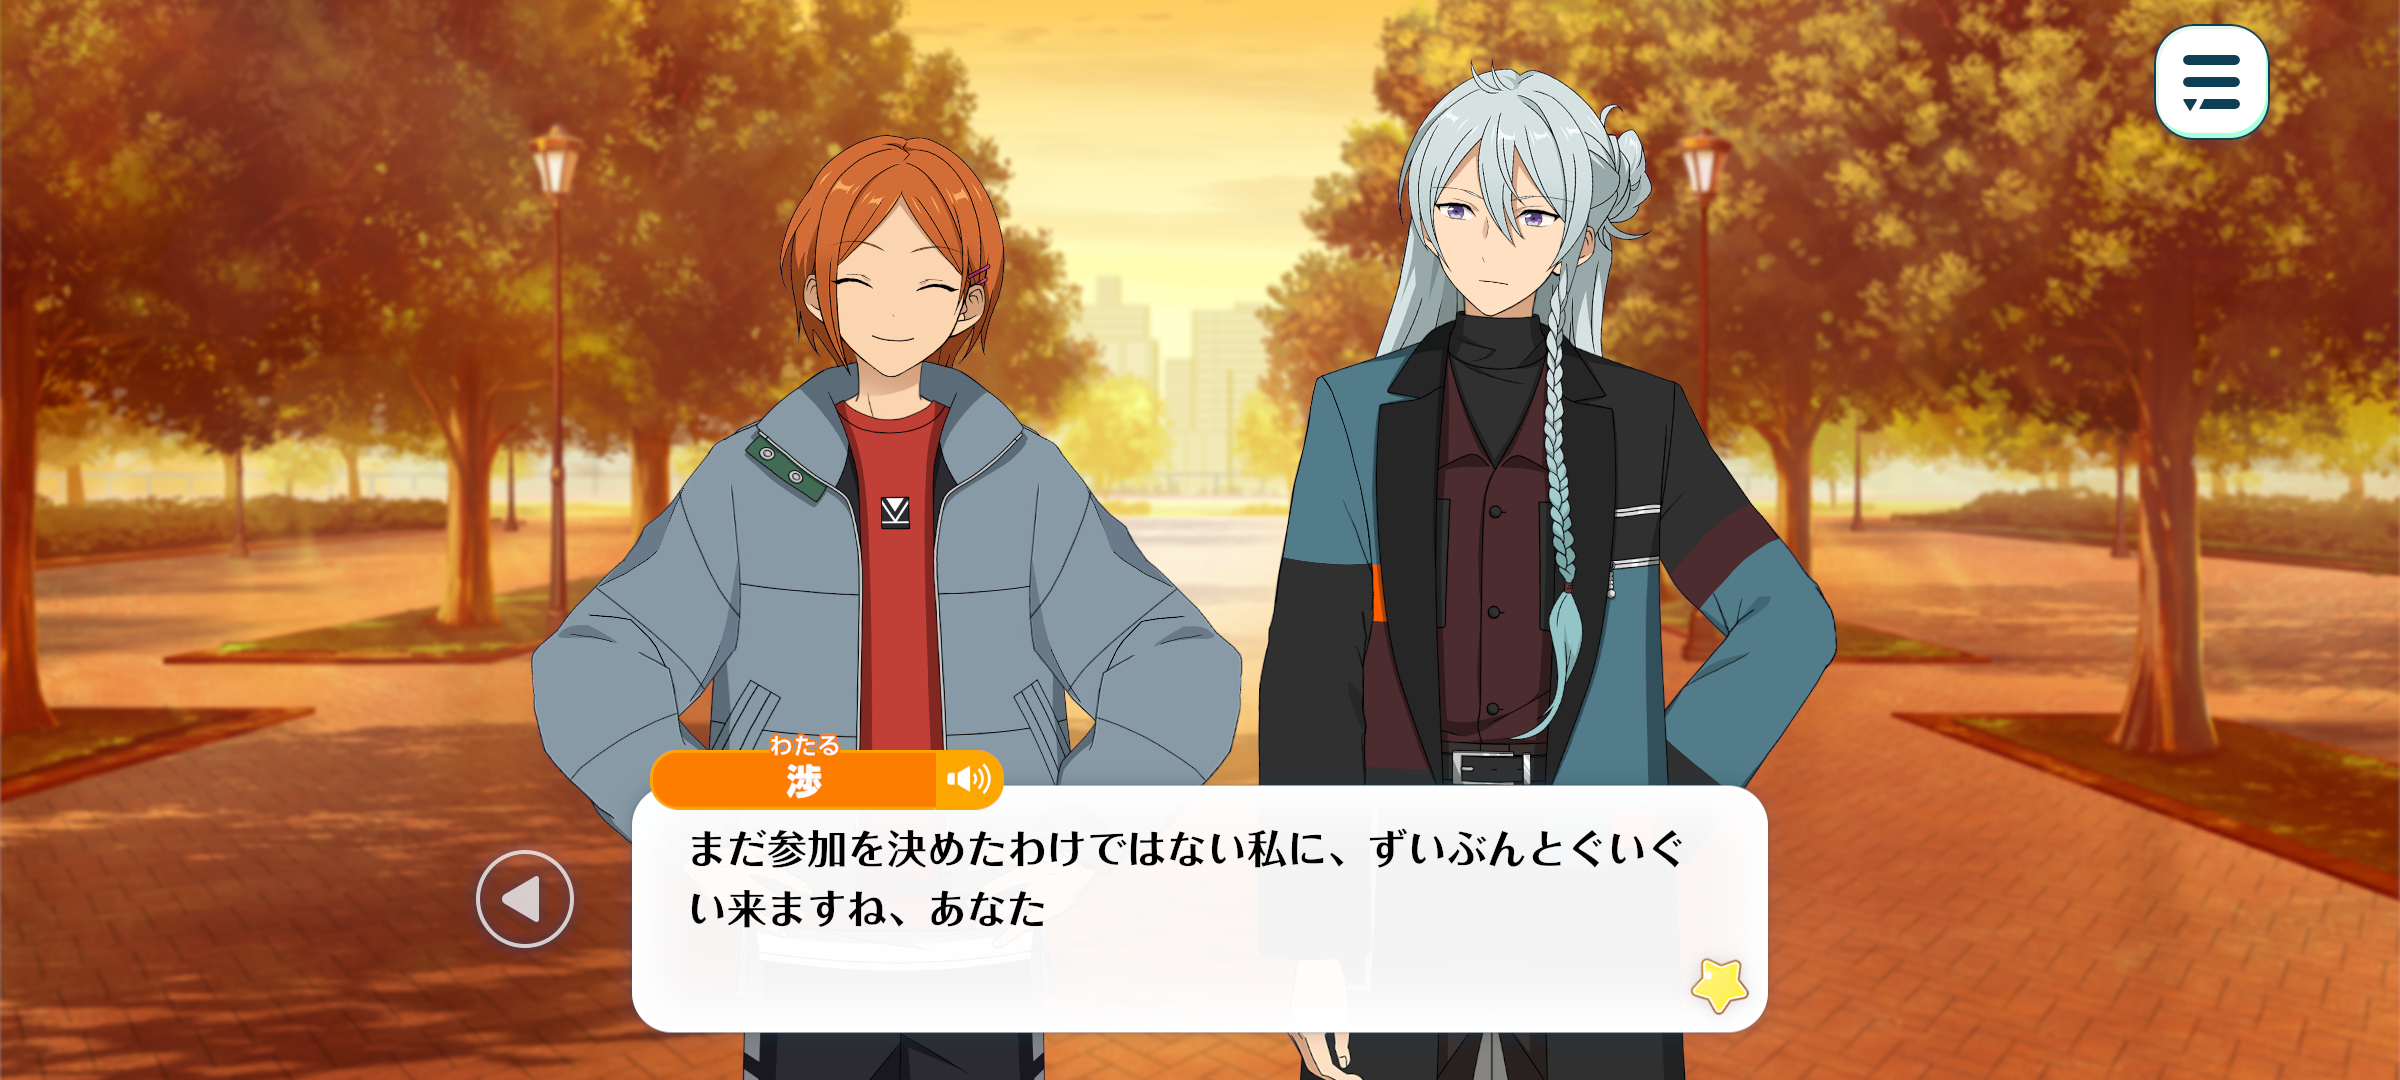 わたる
渉
まだ参加を決めたわけではない私に、ずいぶんとぐいぐ
い来ますね、あなた